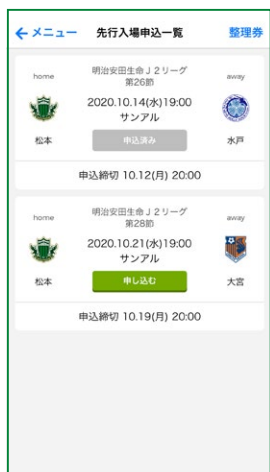 ←メニュー 先行入場申込一覧 整理券
明治安田生命Ｊ２リーグ
第26節
home away
2020.10.14(水)19:00
サンアル
松本 申込済み 水戸
申込締切 10.12(月) 20:00
明治安田生命Ｊ２リーグ
第28節
home away
2020.10.21(水)19:00
サンアル
松本 申し込む 大宮
申込締切 10.19(月) 20:00